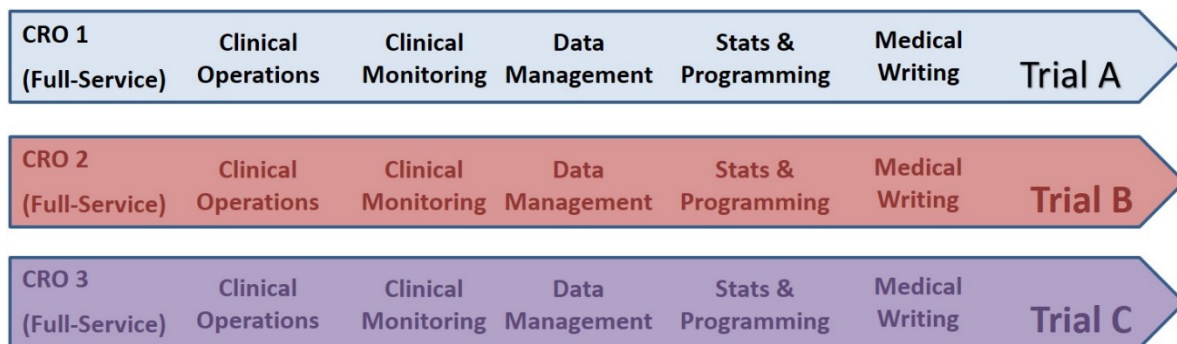 CRO 1
(Full-Service)
Clinical
Operations
Clinical
Monitoring
Data
Management
Stats &
Programming
Medical
Writing
Trial A
CRO 2
(Full-Service)
Clinical
Operations
Clinical
Monitoring
Data
Management
Stats &
Programming
Medical
Writing
Trial B
CRO 3
(Full-Service)
Clinical
Operations
Clinical
Monitoring
Data
Management
Stats &
Programming
Medical
Writing
Trial C